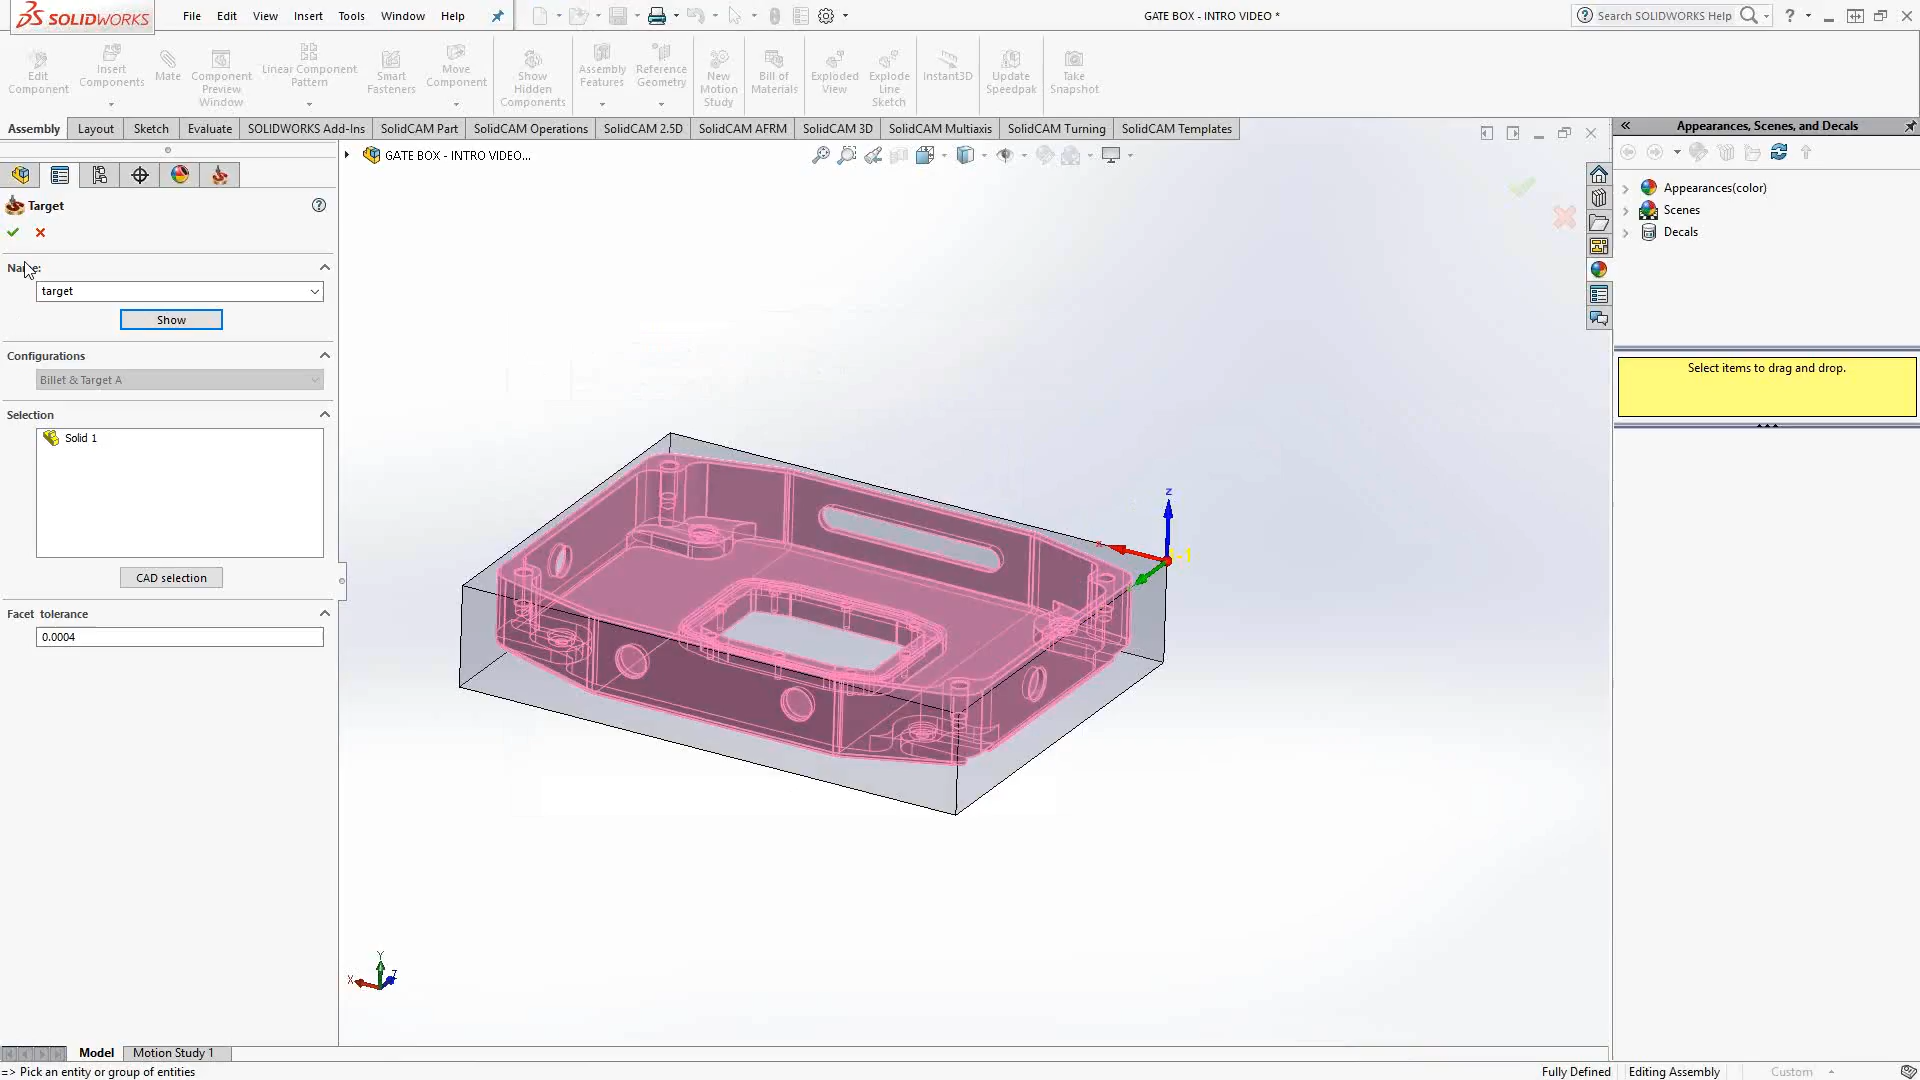 SOLIDWORKS
File Edit View Insert Tools Window Help
GATE BOX - INTRO VIDEO *
Search SOLIDWORKS Help
Edit Component
Insert Components
Mate
Component Preview Window
Linear Component Pattern
Smart Fasteners
Move Component
Show Hidden Components
Assembly Features
Reference Geometry
New Motion Study
Bill of Materials
Exploded View
Explode Line Sketch
Instant3D
Update Speedpak
Take Snapshot
Assembly Layout Sketch Evaluate SOLIDWORKS Add-Ins SolidCAM Part SolidCAM Operations SolidCAM 2.5D SolidCAM AFRM SolidCAM 3D SolidCAM Multiaxis SolidCAM Turning SolidCAM Templates
Appearances, Scenes, and Decals
GATE BOX - INTRO VIDEO...
Target
Name:
target
Show
Configurations
Billet & Target A
Selection
Solid 1
CAD selection
Facet tolerance
0.0004
Appearances(color)
Scenes
Decals
Select items to drag and drop.
z
x
-1
Y
X
Z
Model Motion Study 1
=> Pick an entity or group of entities
Fully Defined Editing Assembly Custom